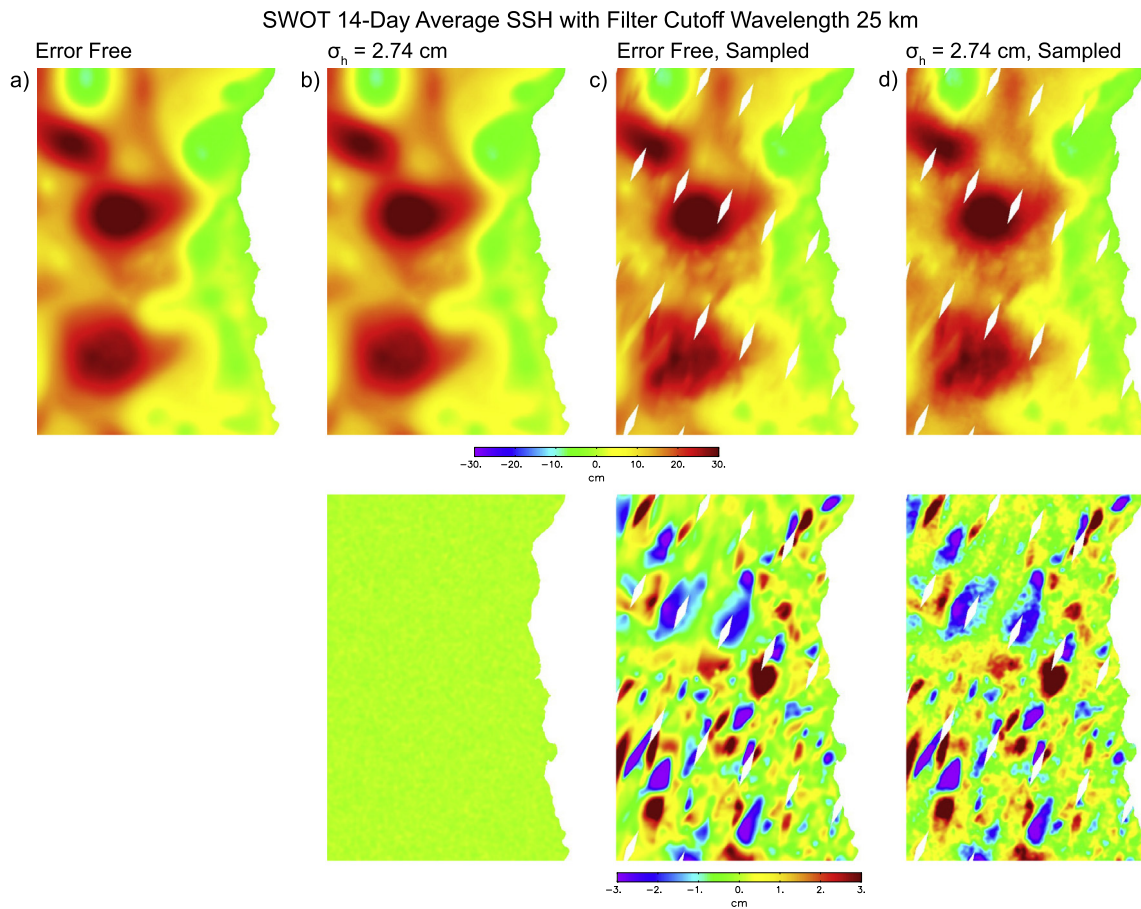 SWOT 14-Day Average SSH with Filter Cutoff Wavelength 25 km
Error Free
σh = 2.74 cm
Error Free, Sampled
σh = 2.74 cm, Sampled
a)
b)
c)
d)
−30. −20. −10. 0. 10. 20. 30.
cm
−3. −2. −1. 0. 1. 2. 3.
cm